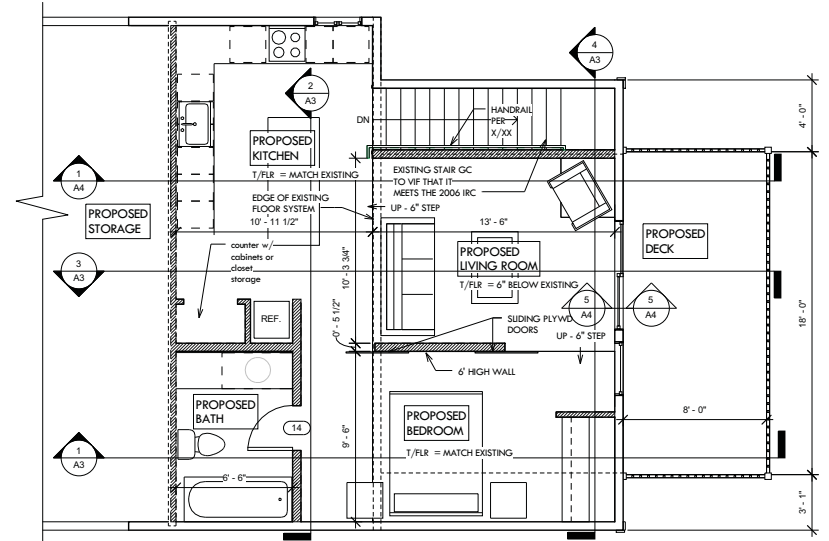 4
A3
2
A3
DN
HANDRAIL
PER
X/XX
4' - 0"
PROPOSED
KITCHEN
T/FLR = MATCH EXISTING
EXISTING STAIR GC
TO VIF THAT IT
MEETS THE 2006 IRC
1
A4
EDGE OF EXISTING
FLOOR SYSTEM
UP - 6" STEP
PROPOSED
STORAGE
10' - 11 1/2"
13' - 6"
PROPOSED
DECK
counter w/
cabinets or
closet
storage
10' - 3 3/4"
PROPOSED
LIVING ROOM
T/FLR = 6" BELOW EXISTING
3
A3
5
A4
5
A4
18' - 0"
REF.
0' - 5 1/2"
SLIDING PLYWD
DOORS
UP - 6" STEP
6' HIGH WALL
PROPOSED
BATH
14
PROPOSED
BEDROOM
8' - 0"
9' - 6"
T/FLR = MATCH EXISTING
1
A3
6' - 6"
3' - 1"